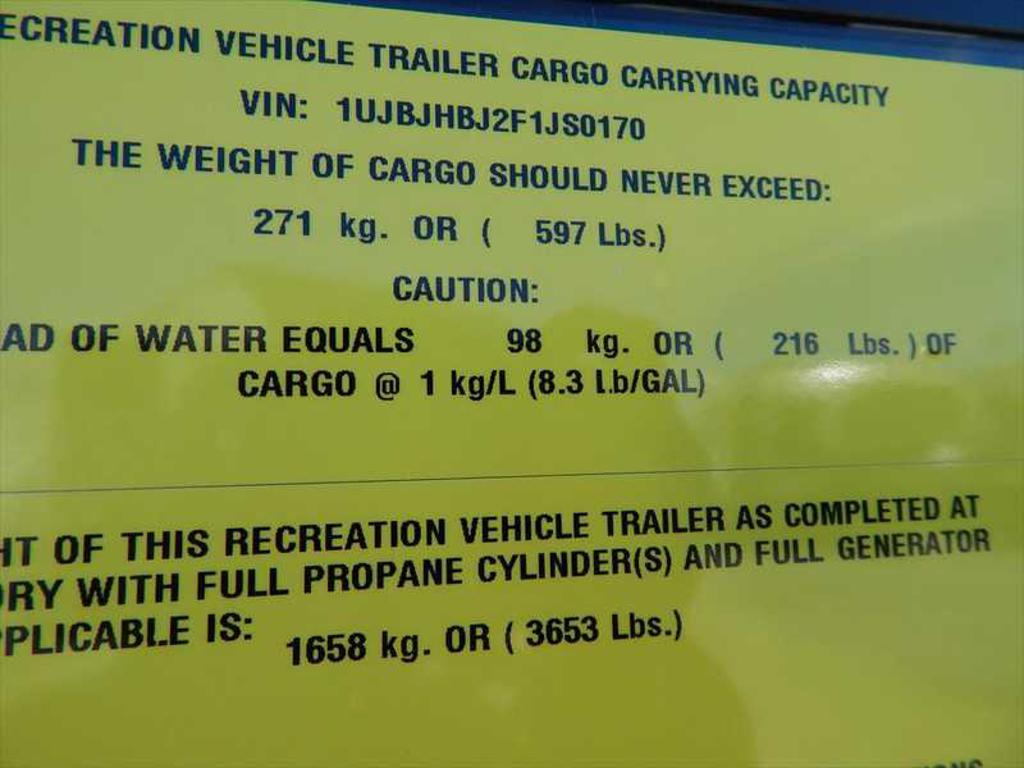 ECREATION VEHICLE TRAILER CARGO CARRYING CAPACITY
VIN: 1UJBJHBJ2F1JS0170
THE WEIGHT OF CARGO SHOULD NEVER EXCEED:
271 kg. OR ( 597 Lbs.)
CAUTION:
AD OF WATER EQUALS 98 kg. OR ( 216 Lbs. ) OF
CARGO @ 1 kg/L (8.3 Lb/GAL)
HT OF THIS RECREATION VEHICLE TRAILER AS COMPLETED AT
ORY WITH FULL PROPANE CYLINDER(S) AND FULL GENERATOR
PPLICABLE IS: 1658 kg. OR ( 3653 Lbs.)